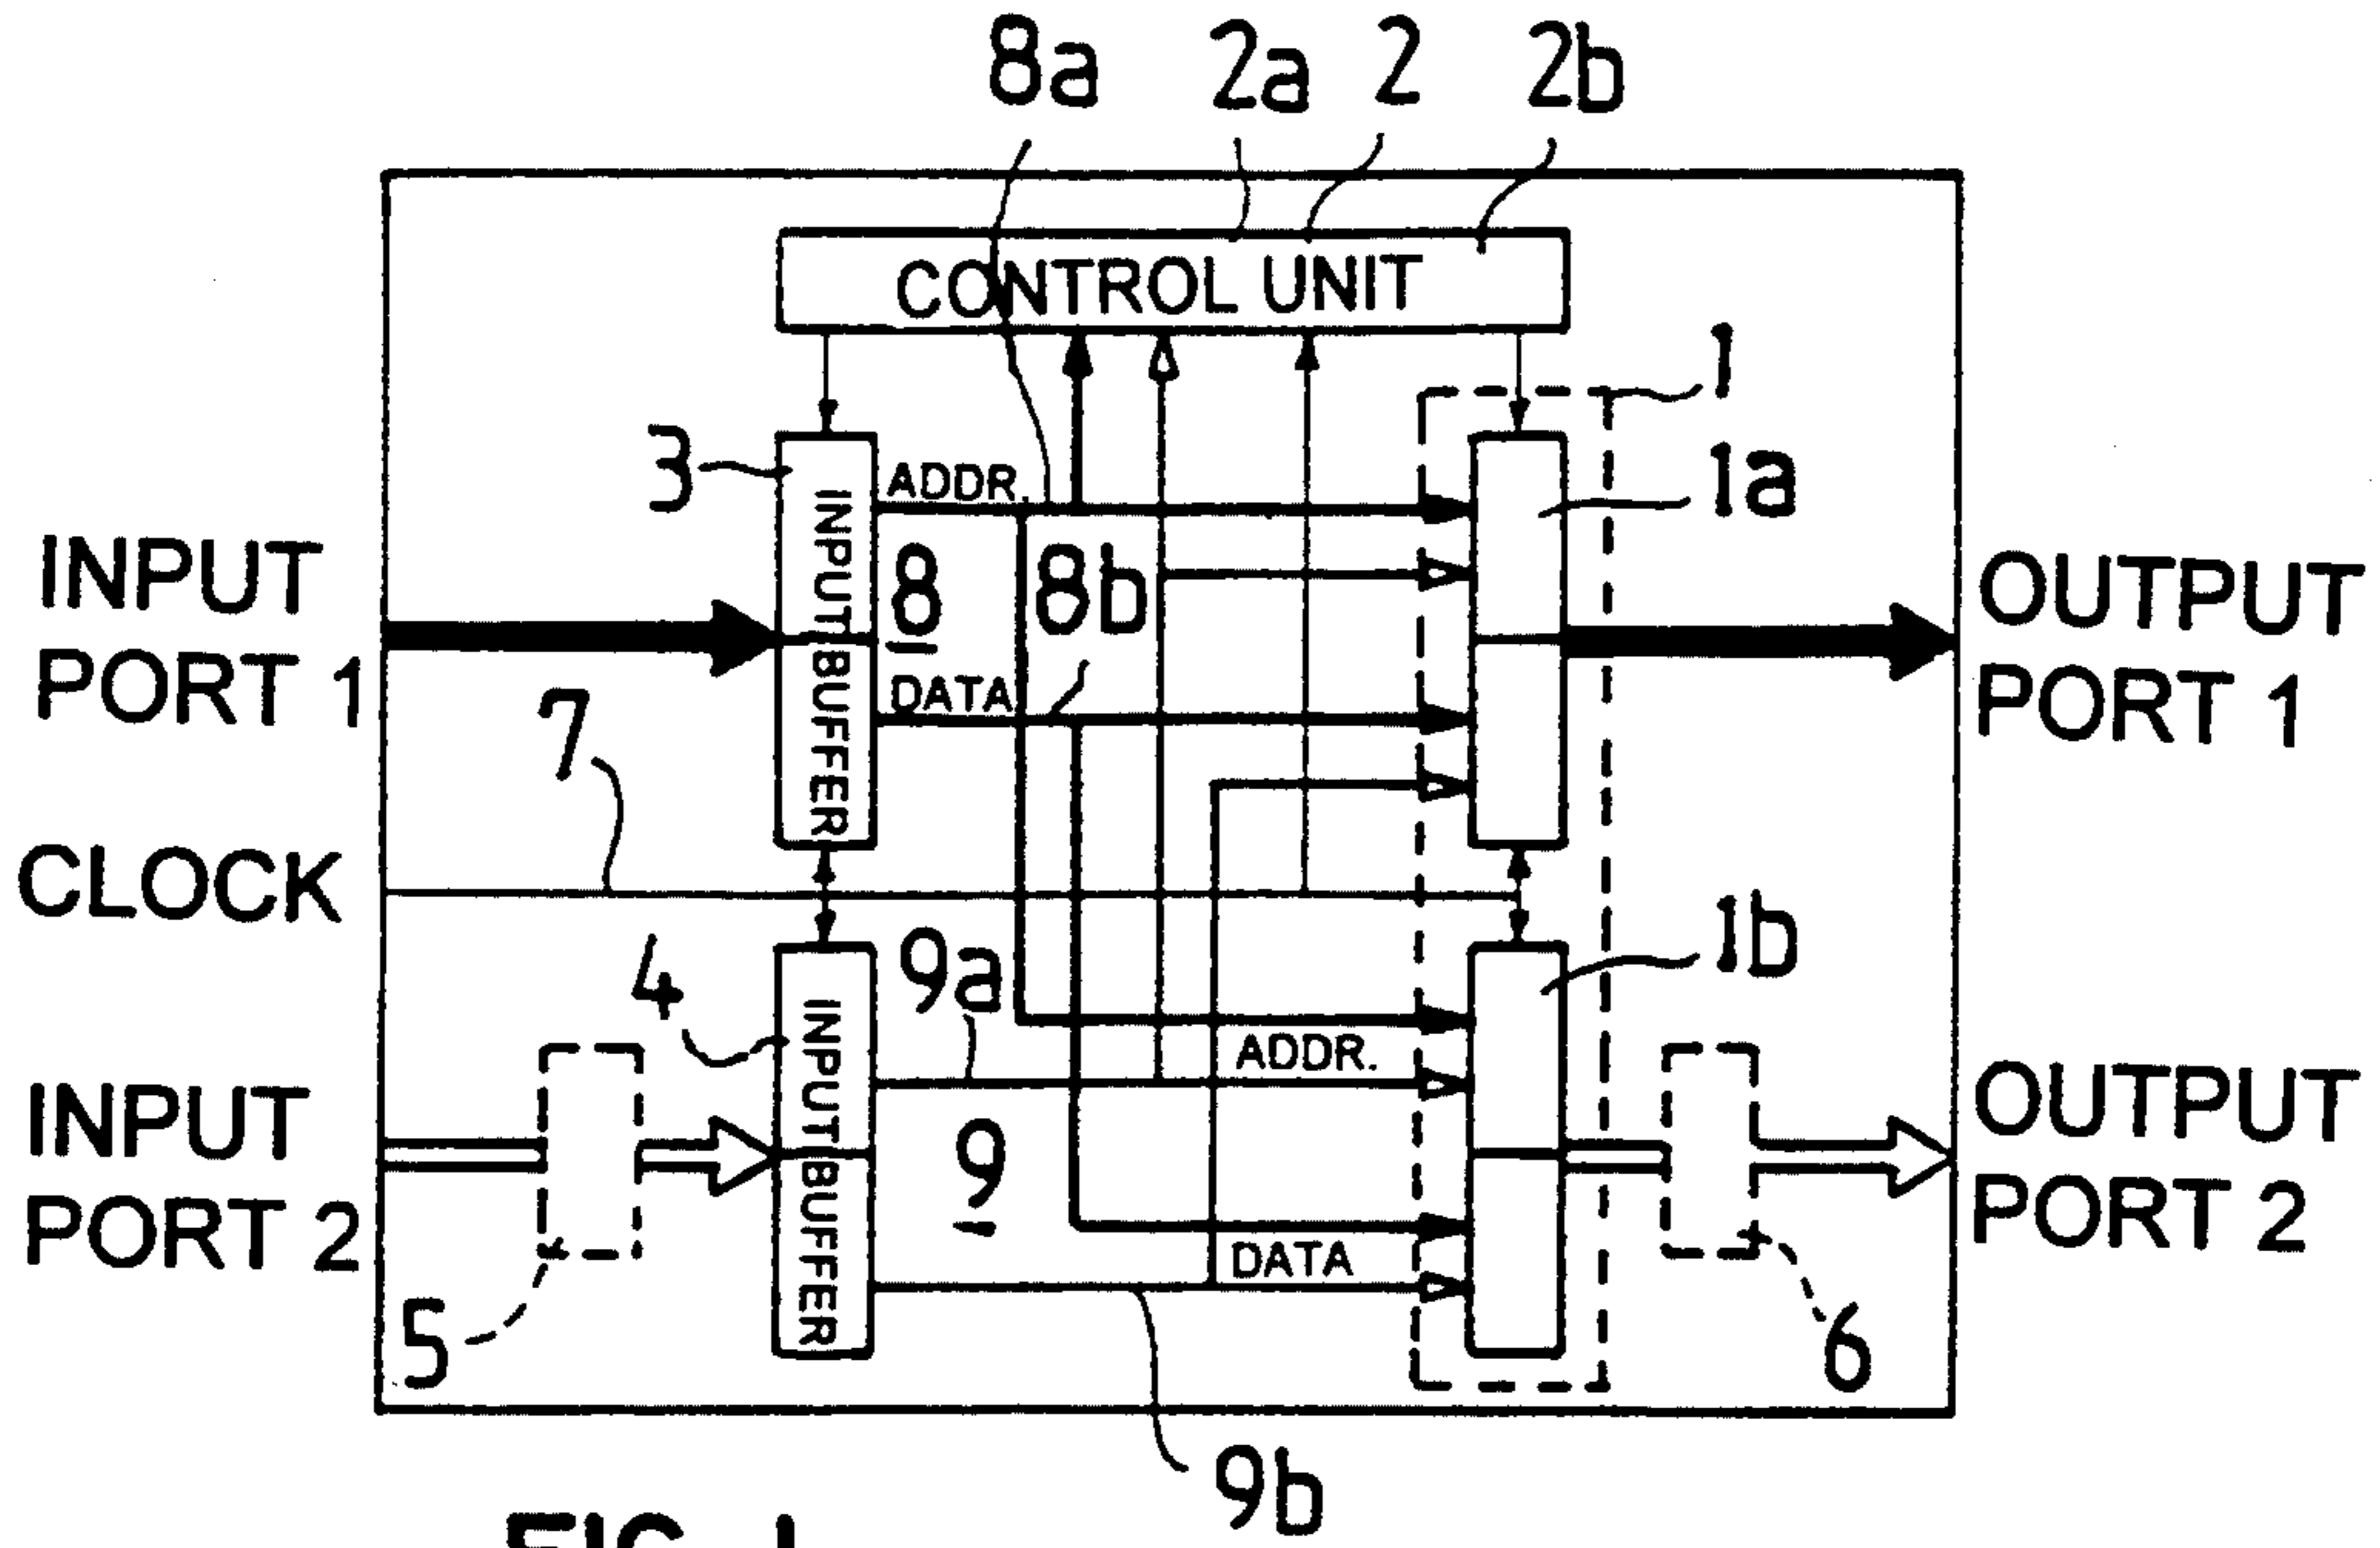 8a 2a 2 2b
CONTROL UNIT
1
3
ADDR.
1a
INPUT BUFFER
8
8b
INPUT
PORT 1
OUTPUT
PORT 1
DATA
7
CLOCK
9a
1b
4
INPUT BUFFER
ADDR.
INPUT
PORT 2
OUTPUT
PORT 2
9
DATA
5
6
9b
FIG. 1